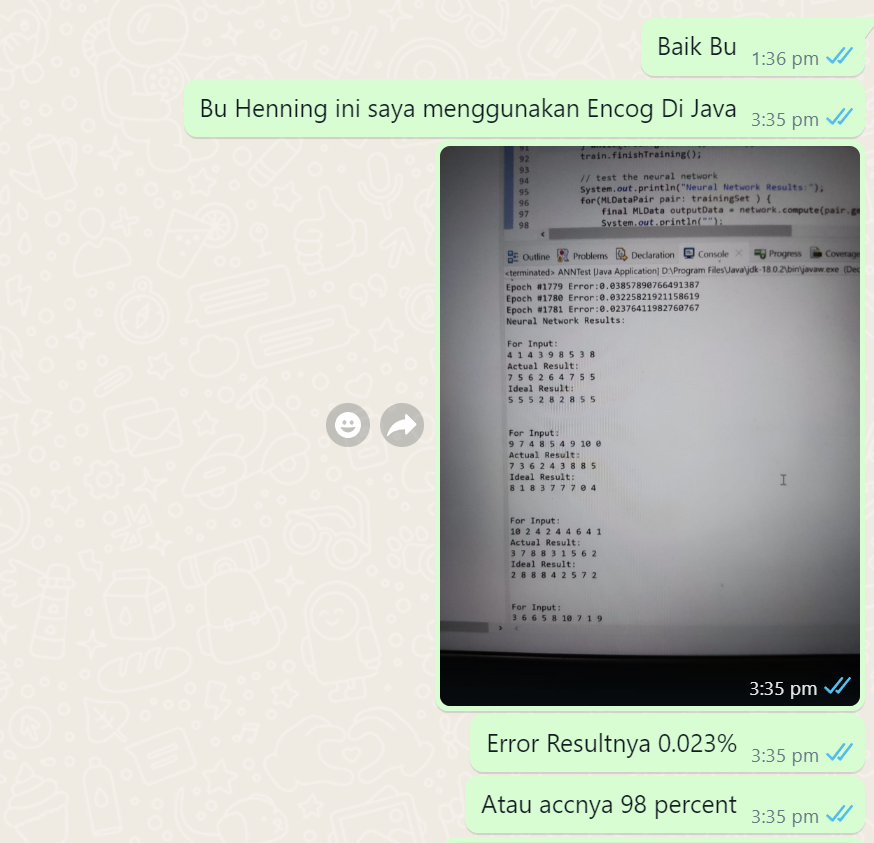 Baik Bu 1:36 pm
Bu Henning ini saya menggunakan Encog Di Java 3:35 pm
92 train.finishTraining();
93
94 // test the neural network
95 System.out.println("Neural Network Results:");
96 for(MLDataPair pair: trainingSet ) {
97 final MLData outputData = network.compute(pair.ge
98 System.out.println("");
Outline Problems Declaration Console Progress Coverage
<terminated> ANNTest [Java Application] D:\Program Files\Java\jdk-18.0.2\bin\javaw.exe (Dec
Epoch #1779 Error:0.03857890766491387
Epoch #1780 Error:0.03225821921158619
Epoch #1781 Error:0.02376411982760767
Neural Network Results:
For Input:
4 1 4 3 9 8 5 3 8
Actual Result:
7 5 6 2 6 4 7 5 5
Ideal Result:
5 5 5 2 8 2 8 5 5
For Input:
9 7 4 8 5 4 9 10 0
Actual Result:
7 3 6 2 4 3 8 8 5
Ideal Result:
8 1 8 3 7 7 7 0 4
For Input:
10 2 4 2 4 4 6 4 1
Actual Result:
3 7 8 8 3 1 5 6 2
Ideal Result:
2 8 8 8 4 2 5 7 2
For Input:
3 6 6 5 8 10 7 1 9
3:35 pm
Error Resultnya 0.023% 3:35 pm
Atau accnya 98 percent 3:35 pm